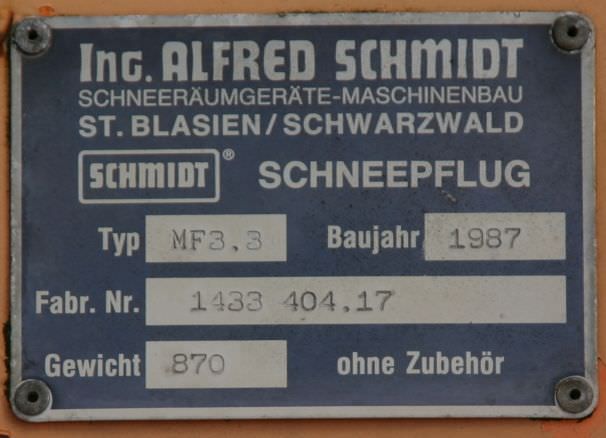 Ing. ALFRED SCHMIDT
SCHNEERÄUMGERÄTE-MASCHINENBAU
ST. BLASIEN/SCHWARZWALD
SCHMIDT® SCHNEEPFLUG
Typ MF3.3 Baujahr 1987
Fabr. Nr. 1433 404.17
Gewicht 870 ohne Zubehör